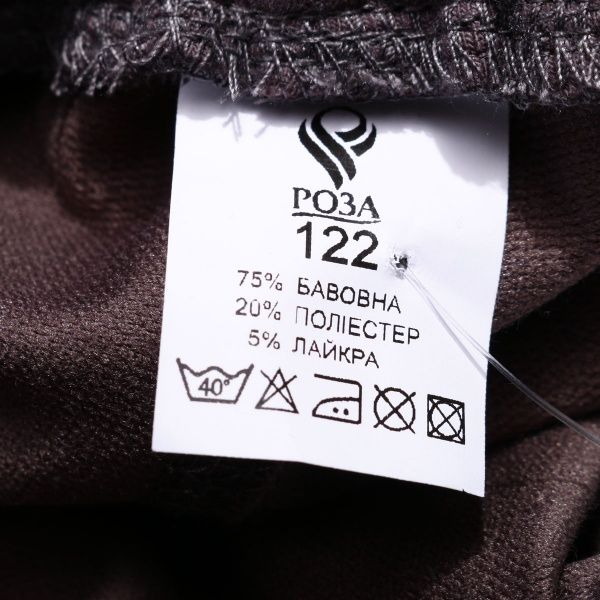 РОЗА
122
75% БАВОВНА
20% ПОЛІЕСТЕР
5% ЛАЙКРА
40°